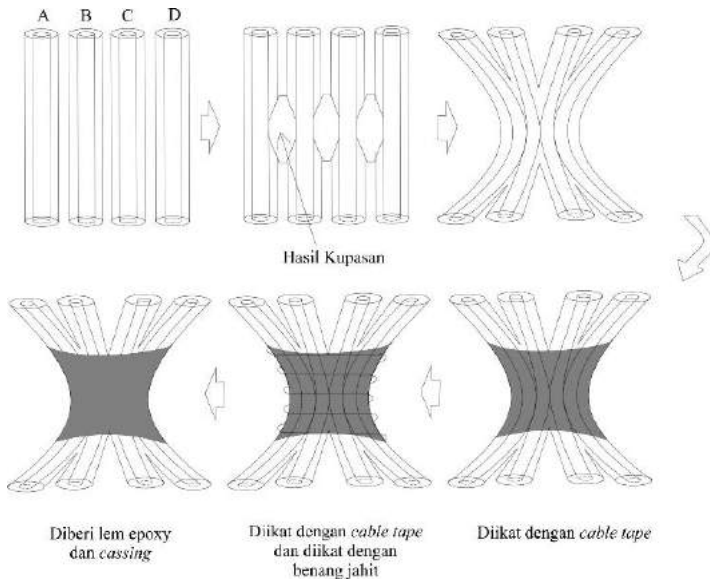 A B C D
Hasil Kupasan
Diberi lem epoxy
dan cassing
Diikat dengan cable tape
dan diikat dengan
benang jahit
Diikat dengan cable tape